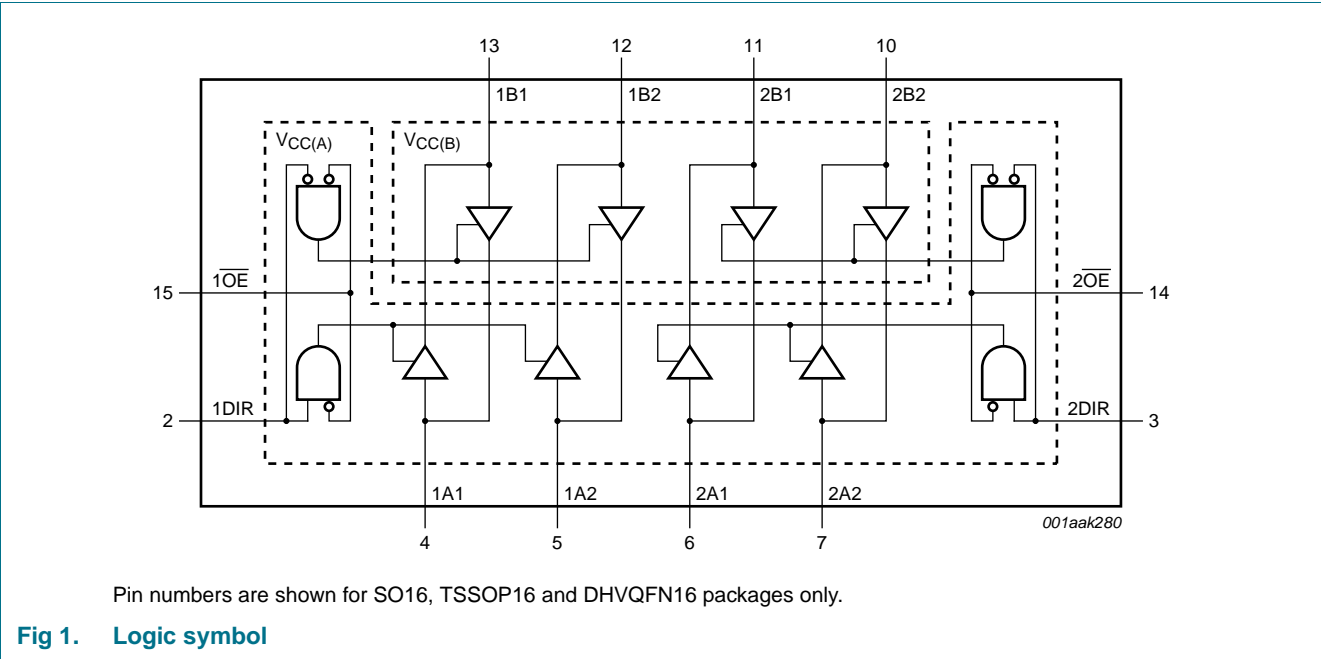 13 12 11 10
1B1 1B2 2B1 2B2
VCC(A) VCC(B)
15 1O̅E̅ 2O̅E̅ 14
2 1DIR 2DIR 3
1A1 1A2 2A1 2A2
001aak280
4 5 6 7
Pin numbers are shown for SO16, TSSOP16 and DHVQFN16 packages only.
Fig 1. Logic symbol